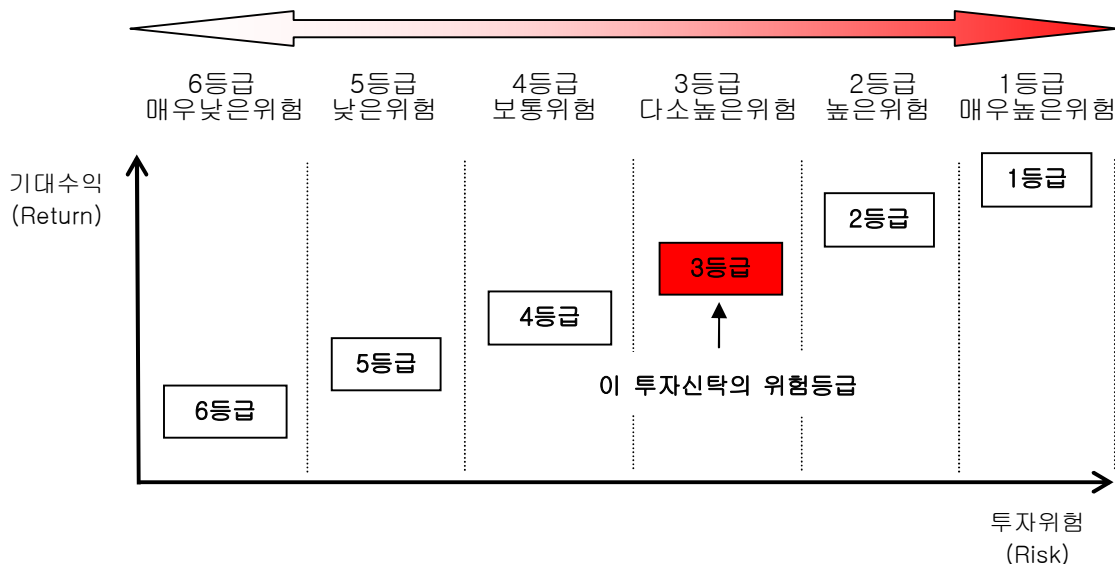 6등급 5등급 4등급 3등급 2등급 1등급
매우낮은위험 낮은위험 보통위험 다소높은위험 높은위험 매우높은위험
기대수익
(Return)
1등급
2등급
3등급
4등급
5등급
이 투자신탁의 위험등급
6등급
투자위험
(Risk)